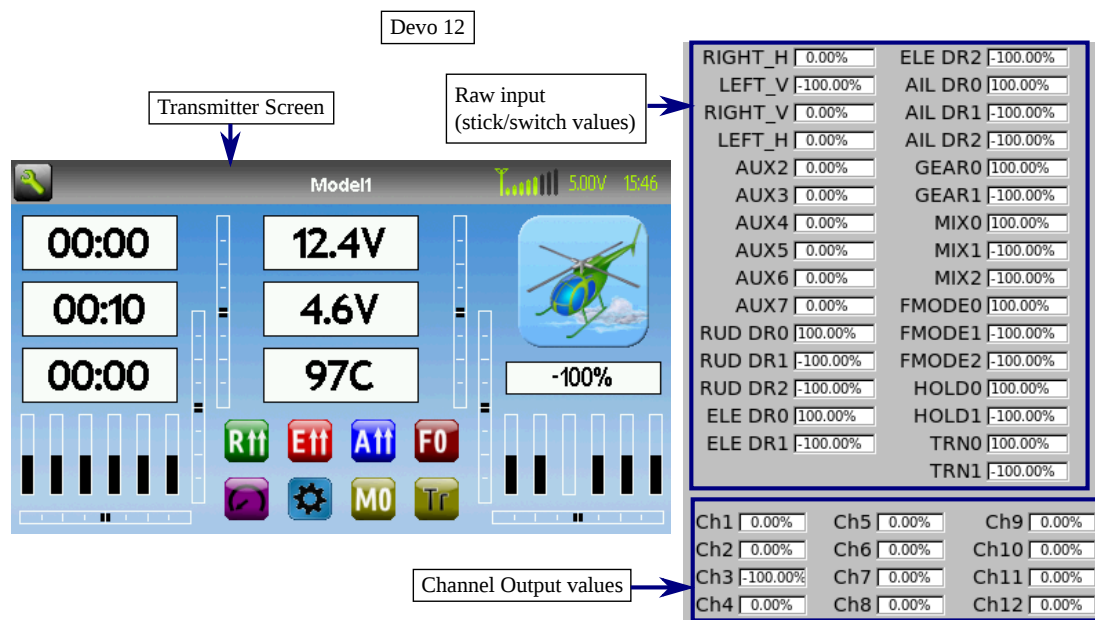 Devo 12
Transmitter Screen
Raw input
(stick/switch values)
Model1 5.00V 15:46
00:00 12.4V
00:10 4.6V
00:00 97C -100%
R E A F0
M0 Tr
RIGHT_H 0.00% ELE DR2 -100.00%
LEFT_V -100.00% AIL DR0 100.00%
RIGHT_V 0.00% AIL DR1 -100.00%
LEFT_H 0.00% AIL DR2 -100.00%
AUX2 0.00% GEAR0 100.00%
AUX3 0.00% GEAR1 -100.00%
AUX4 0.00% MIX0 100.00%
AUX5 0.00% MIX1 -100.00%
AUX6 0.00% MIX2 -100.00%
AUX7 0.00% FMODE0 100.00%
RUD DR0 100.00% FMODE1 -100.00%
RUD DR1 -100.00% FMODE2 -100.00%
RUD DR2 -100.00% HOLD0 100.00%
ELE DR0 100.00% HOLD1 -100.00%
ELE DR1 -100.00% TRN0 100.00%
TRN1 -100.00%
Channel Output values
Ch1 0.00% Ch5 0.00% Ch9 0.00%
Ch2 0.00% Ch6 0.00% Ch10 0.00%
Ch3 -100.00% Ch7 0.00% Ch11 0.00%
Ch4 0.00% Ch8 0.00% Ch12 0.00%